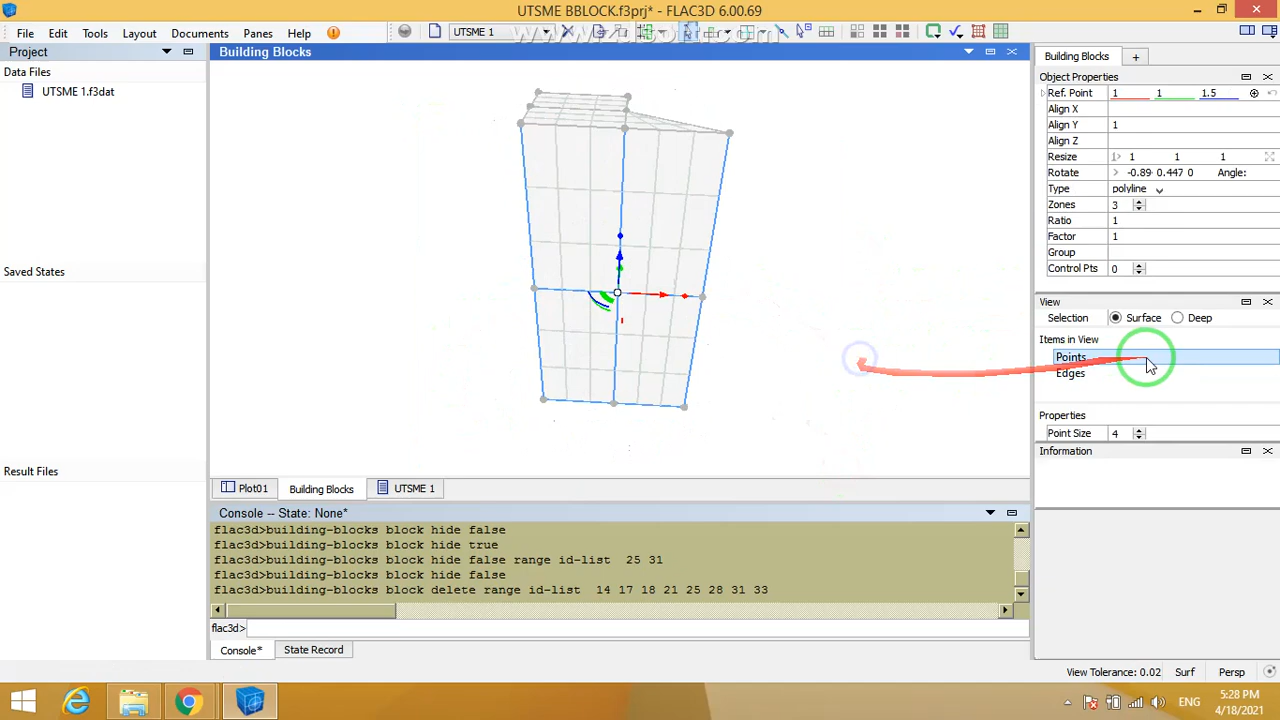 UTSME BBLOCK.f3prj* - FLAC3D 6.00.69
File Edit Tools Layout Documents Panes Help
UTSME 1
Project
Data Files
UTSME 1.f3dat
Saved States
Result Files
Building Blocks
Plot01 Building Blocks UTSME 1
Console -- State: None*
flac3d>building-blocks block hide false
flac3d>building-blocks block hide true
flac3d>building-blocks block hide false range id-list 25 31
flac3d>building-blocks block hide false
flac3d>building-blocks block delete range id-list 14 17 18 21 25 28 31 33
flac3d>
Console* State Record
Building Blocks +
Object Properties
Ref. Point 1 1 1.5
Align X
Align Y 1
Align Z
Resize 1 1 1
Rotate -0.89 0.447 0 Angle:
Type polyline
Zones 3
Ratio 1
Factor 1
Group
Control Pts 0
View
Selection Surface Deep
Items in View
Points
Edges
Properties
Point Size 4
Information
View Tolerance: 0.02 Surf Persp
ENG
5:28 PM
4/18/2021